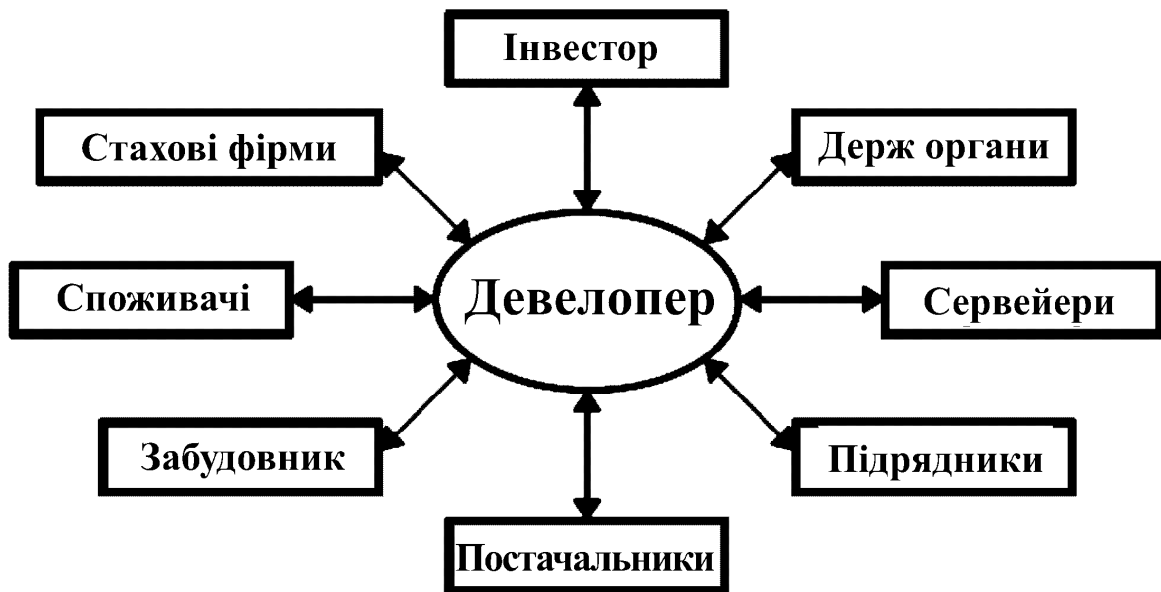 Інвестор
Стахові фірми
Держ органи
Споживачі
Девелопер
Сервейери
Забудовник
Підрядники
Постачальники